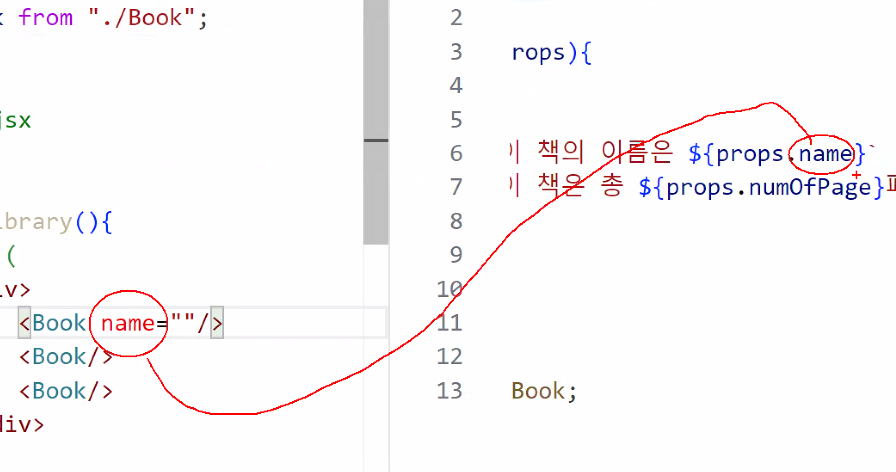 from "./Book";
jsx
ibrary(){
(
iv>
<Book name=""/>
<Book/>
<Book/>
div>
2
3 rops){
4
5
6 이 책의 이름은 ${props.name}`
7 이 책은 총 ${props.numOfPage}페
8
9
10
11
12
13 Book;